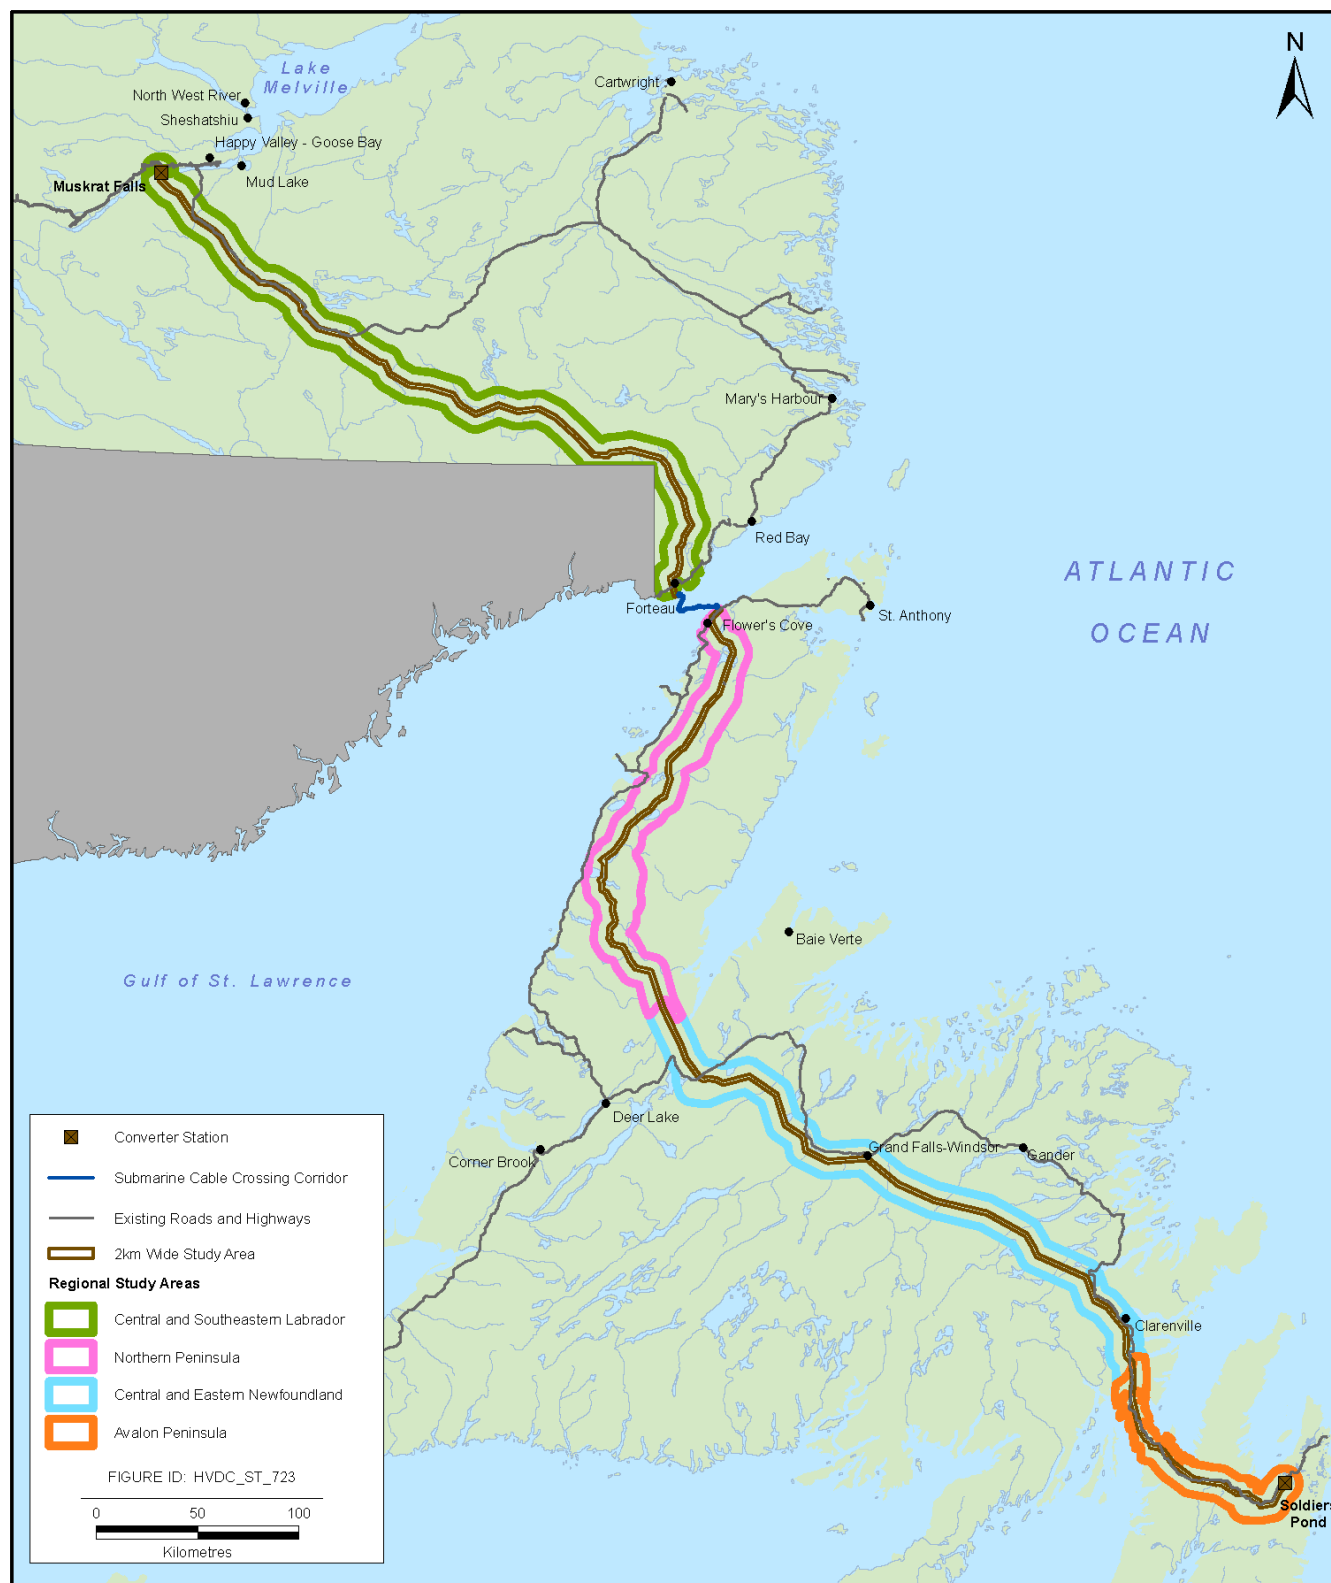 N
Lake
Melville
Cartwright
North West River
Sheshatshiu
Happy Valley - Goose Bay
Muskrat Falls
Mud Lake
Mary's Harbour
Red Bay
ATLANTIC
OCEAN
Forteau
St. Anthony
Flower's Cove
Baie Verte
Gulf of St. Lawrence
Deer Lake
Corner Brook
Grand Falls-Windsor
Gander
Clarenville
Soldiers
Pond
Converter Station
Submarine Cable Crossing Corridor
Existing Roads and Highways
2km Wide Study Area
Regional Study Areas
Central and Southeastern Labrador
Northern Peninsula
Central and Eastern Newfoundland
Avalon Peninsula
FIGURE ID: HVDC_ST_723
0 50 100
Kilometres